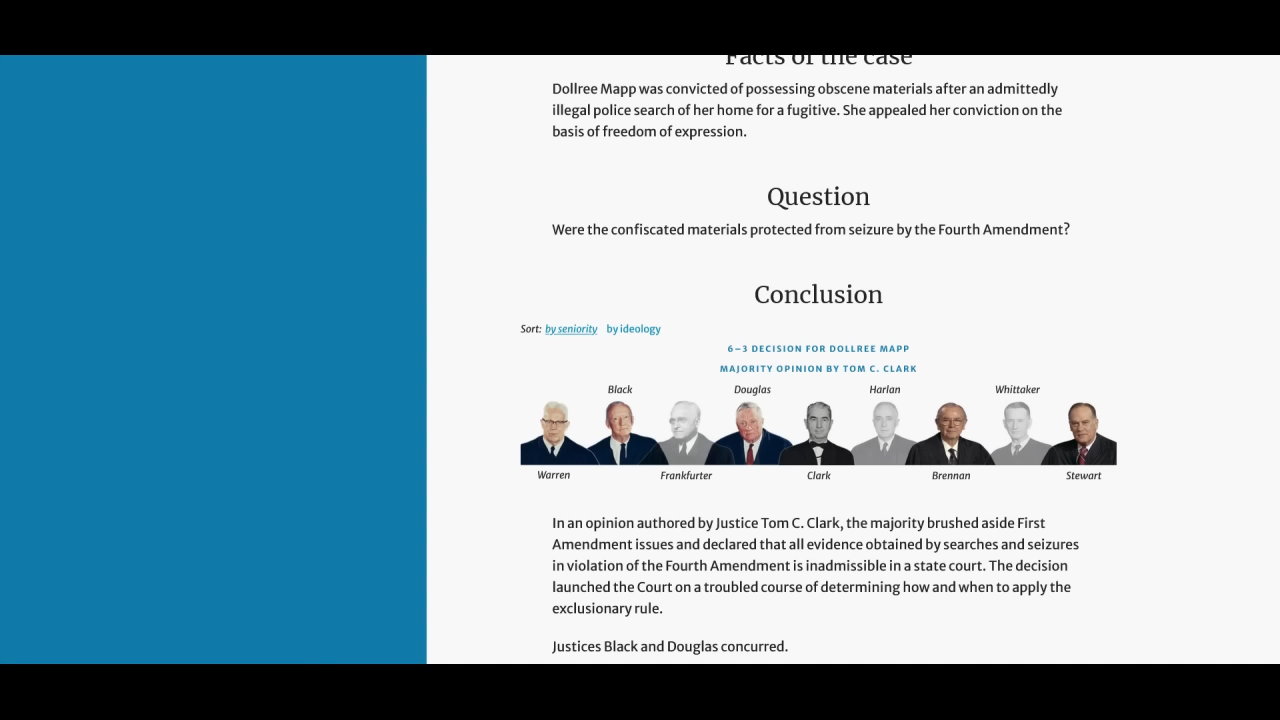 Facts of the case
Dollree Mapp was convicted of possessing obscene materials after an admittedly
illegal police search of her home for a fugitive. She appealed her conviction on the
basis of freedom of expression.
Question
Were the confiscated materials protected from seizure by the Fourth Amendment?
Conclusion
Sort: by seniority by ideology
6–3 DECISION FOR DOLLREE MAPP
MAJORITY OPINION BY TOM C. CLARK
Black Douglas Harlan Whittaker
Warren Frankfurter Clark Brennan Stewart
In an opinion authored by Justice Tom C. Clark, the majority brushed aside First
Amendment issues and declared that all evidence obtained by searches and seizures
in violation of the Fourth Amendment is inadmissible in a state court. The decision
launched the Court on a troubled course of determining how and when to apply the
exclusionary rule.
Justices Black and Douglas concurred.